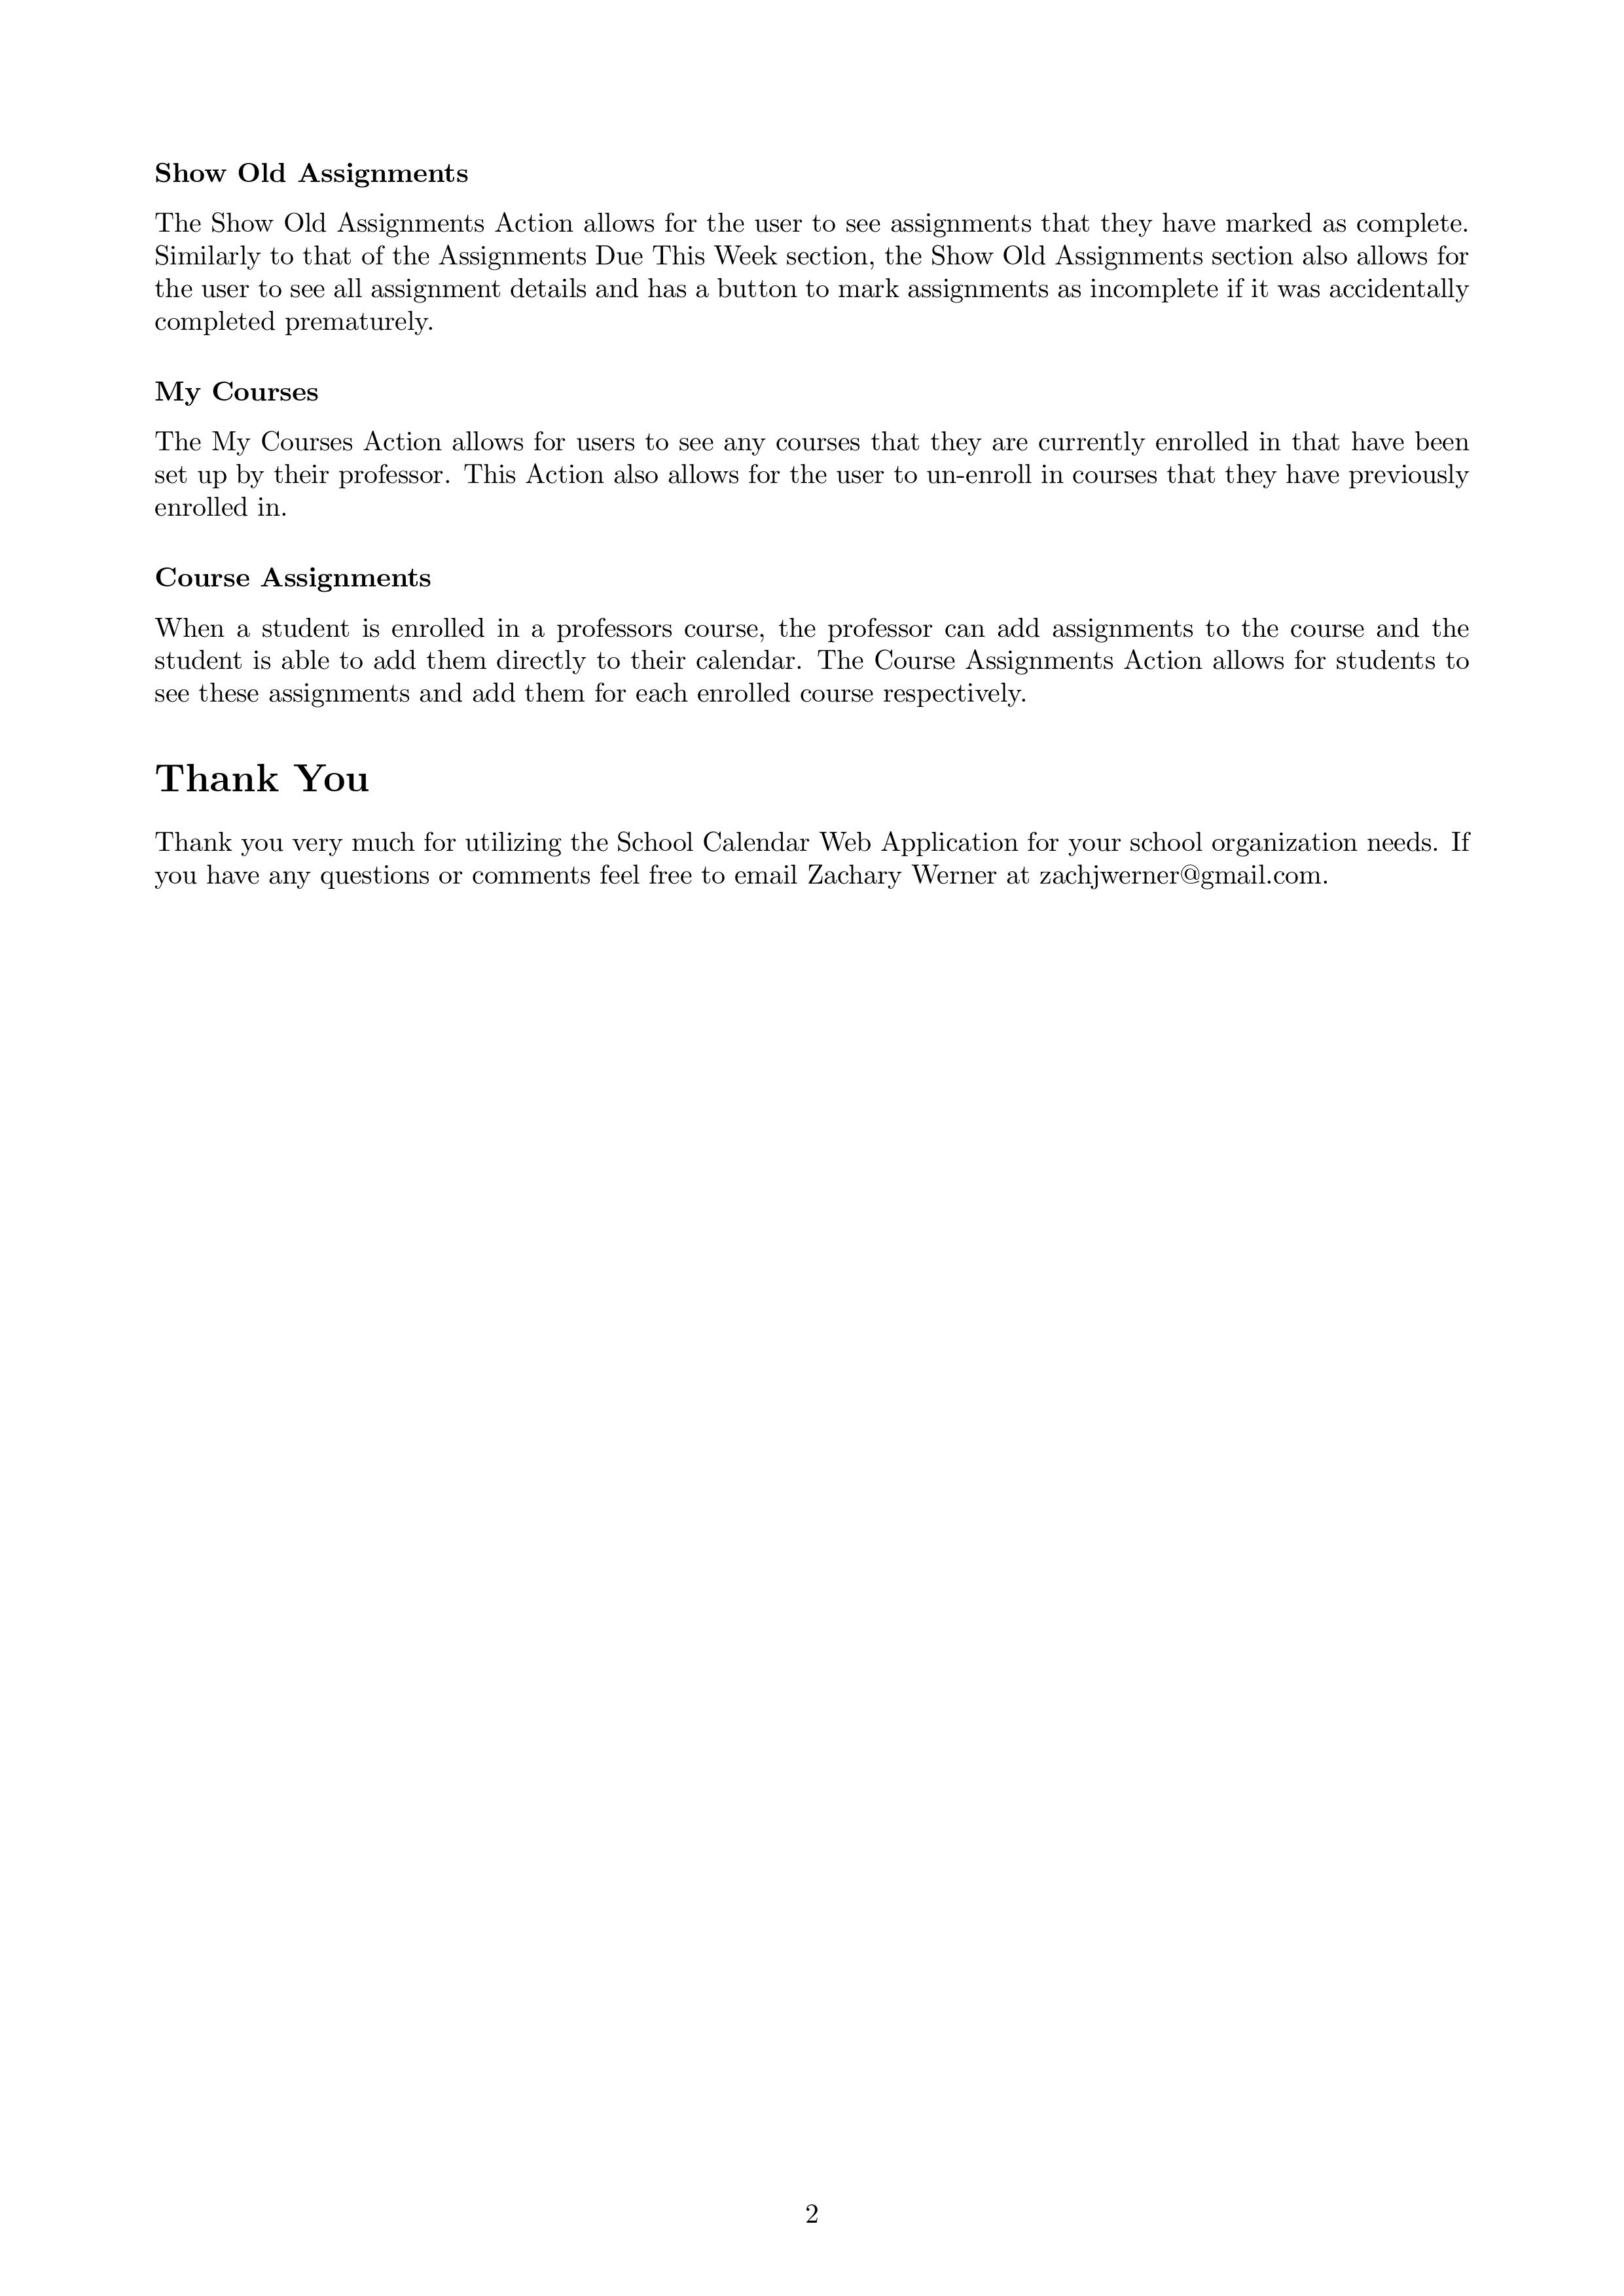 Show Old Assignments
The Show Old Assignments Action allows for the user to see assignments that they have marked as complete.
Similarly to that of the Assignments Due This Week section, the Show Old Assignments section also allows for
the user to see all assignment details and has a button to mark assignments as incomplete if it was accidentally
completed prematurely.
My Courses
The My Courses Action allows for users to see any courses that they are currently enrolled in that have been
set up by their professor. This Action also allows for the user to un-enroll in courses that they have previously
enrolled in.
Course Assignments
When a student is enrolled in a professors course, the professor can add assignments to the course and the
student is able to add them directly to their calendar. The Course Assignments Action allows for students to
see these assignments and add them for each enrolled course respectively.
Thank You
Thank you very much for utilizing the School Calendar Web Application for your school organization needs. If
you have any questions or comments feel free to email Zachary Werner at zachjwerner@gmail.com.
2